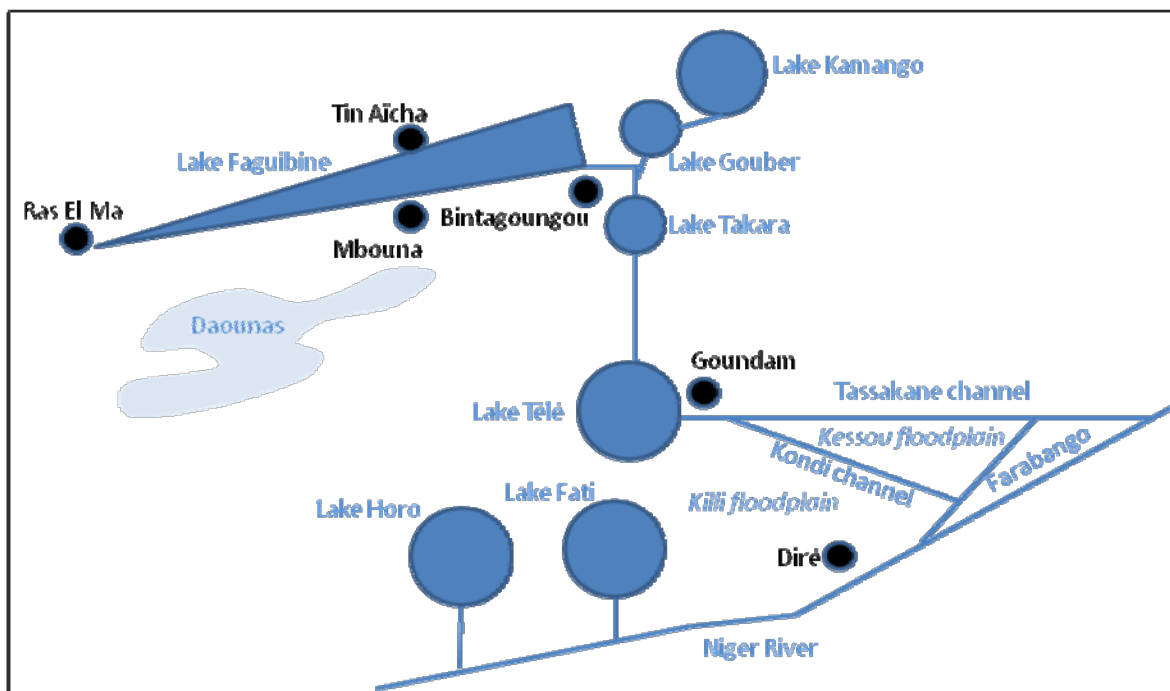 Lake Kamango
Tin Aïcha
Lake Faguibine
Lake Gouber
Ras El Ma
Bintagoungou
Lake Takara
Mbouna
Daounas
Goundam
Tassakane channel
Lake Télé
Kessou floodplain
Kondi channel
Farabango
Lake Horo
Lake Fati
Killi floodplain
Diré
Niger River